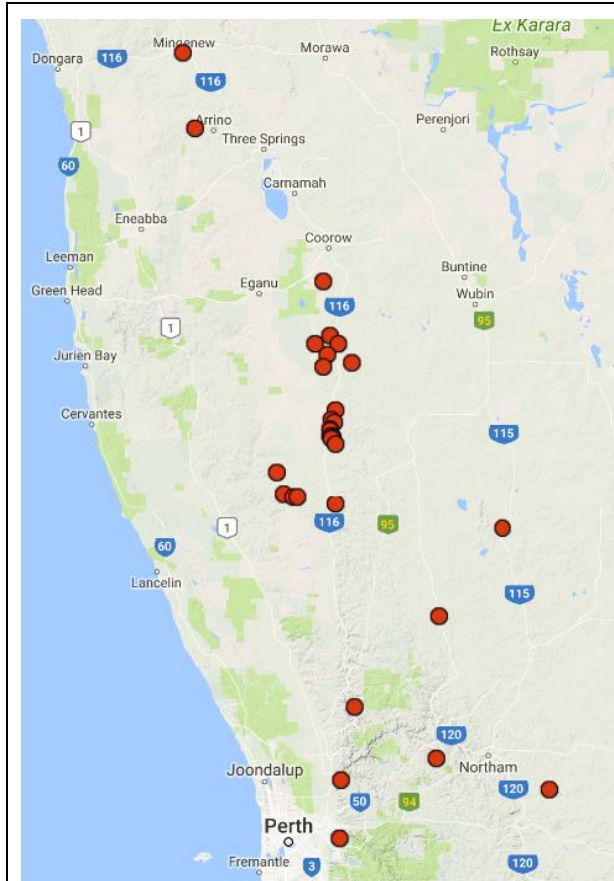 Ex Karara
Mingenew
Morawa
Rothsay
Dongara
116
116
1
Arrino
Perenjori
Three Springs
60
Carnamah
Eneabba
Coorow
Leeman
Buntine
Eganu
Green Head
116
Wubin
1
95
Jurien Bay
Cervantes
115
1
116
95
60
Lancelin
115
120
Joondalup
Northam
50
94
120
Perth
3
120
Fremantle